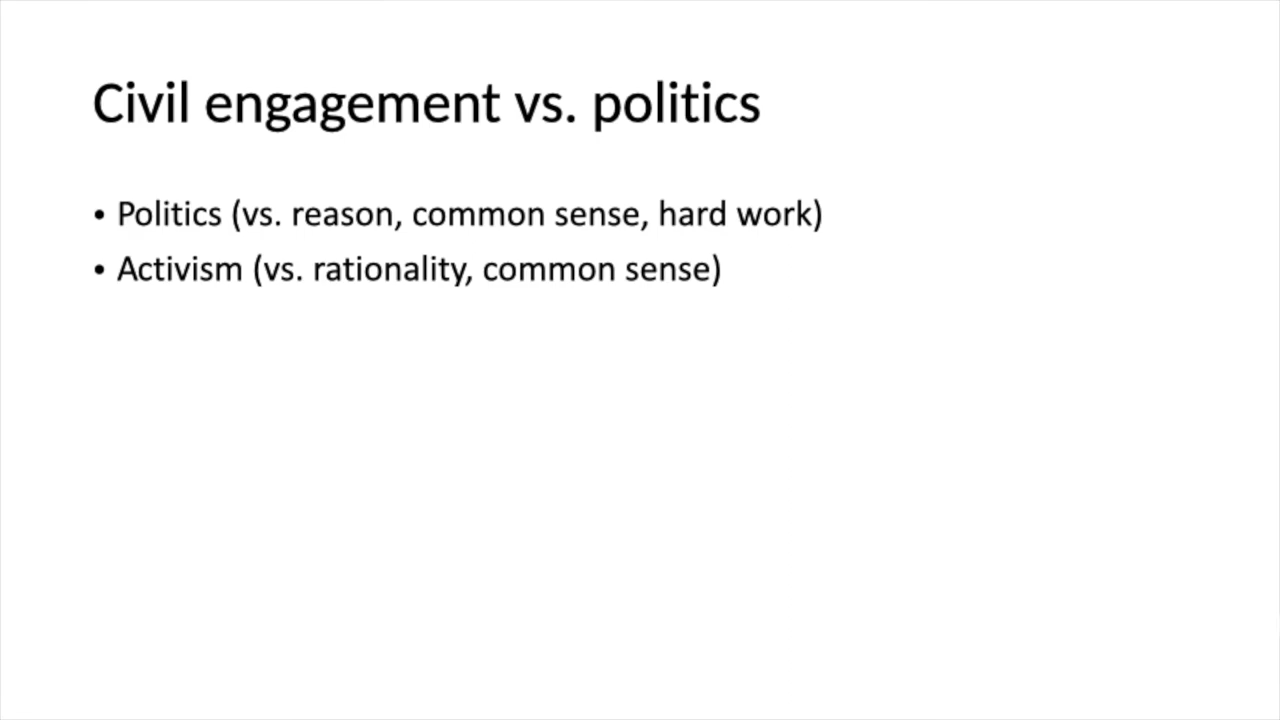 Civil engagement vs. politics
• Politics (vs. reason, common sense, hard work)
• Activism (vs. rationality, common sense)